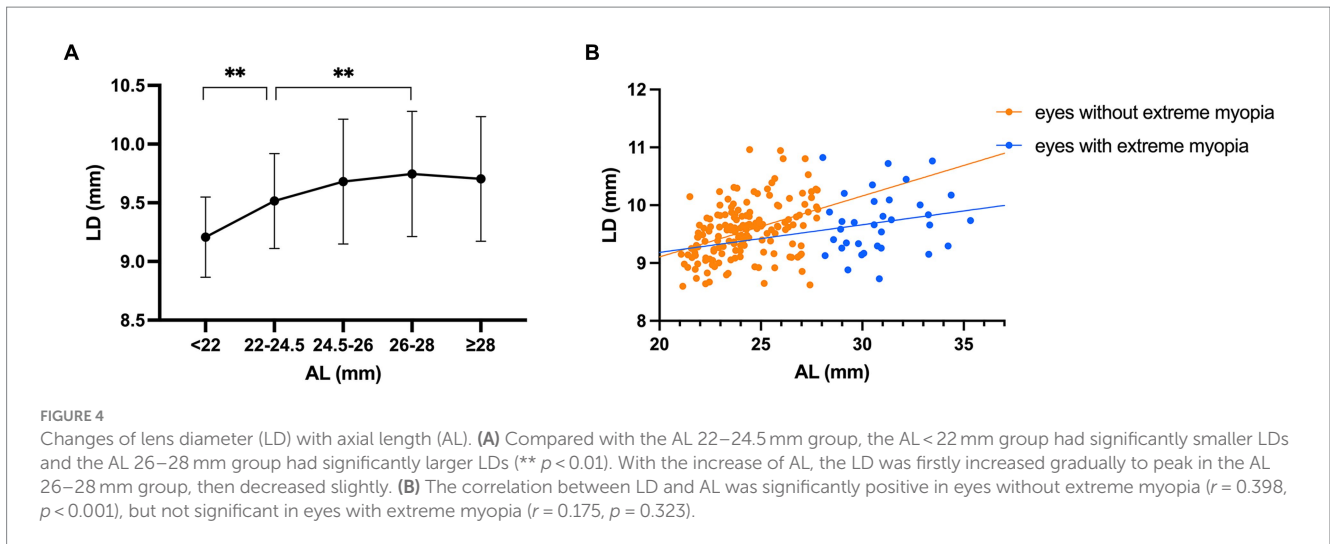 A
**
**
10.5
10.0
9.5
9.0
8.5
LD (mm)
<22
22-24.5
24.5-26
26-28
≥28
AL (mm)
B
12
11
10
9
8
LD (mm)
20
25
30
35
AL (mm)
eyes without extreme myopia
eyes with extreme myopia
FIGURE 4
Changes of lens diameter (LD) with axial length (AL). (A) Compared with the AL 22–24.5 mm group, the AL < 22 mm group had significantly smaller LDs
and the AL 26–28 mm group had significantly larger LDs (** p < 0.01). With the increase of AL, the LD was firstly increased gradually to peak in the AL
26–28 mm group, then decreased slightly. (B) The correlation between LD and AL was significantly positive in eyes without extreme myopia (r = 0.398,
p < 0.001), but not significant in eyes with extreme myopia (r = 0.175, p = 0.323).